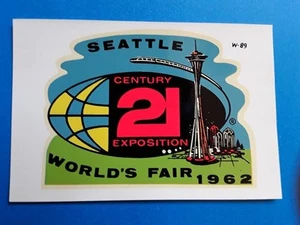 SEATTLE
W-89
CENTURY
21
EXPOSITION
®
WORLD'S FAIR 1962